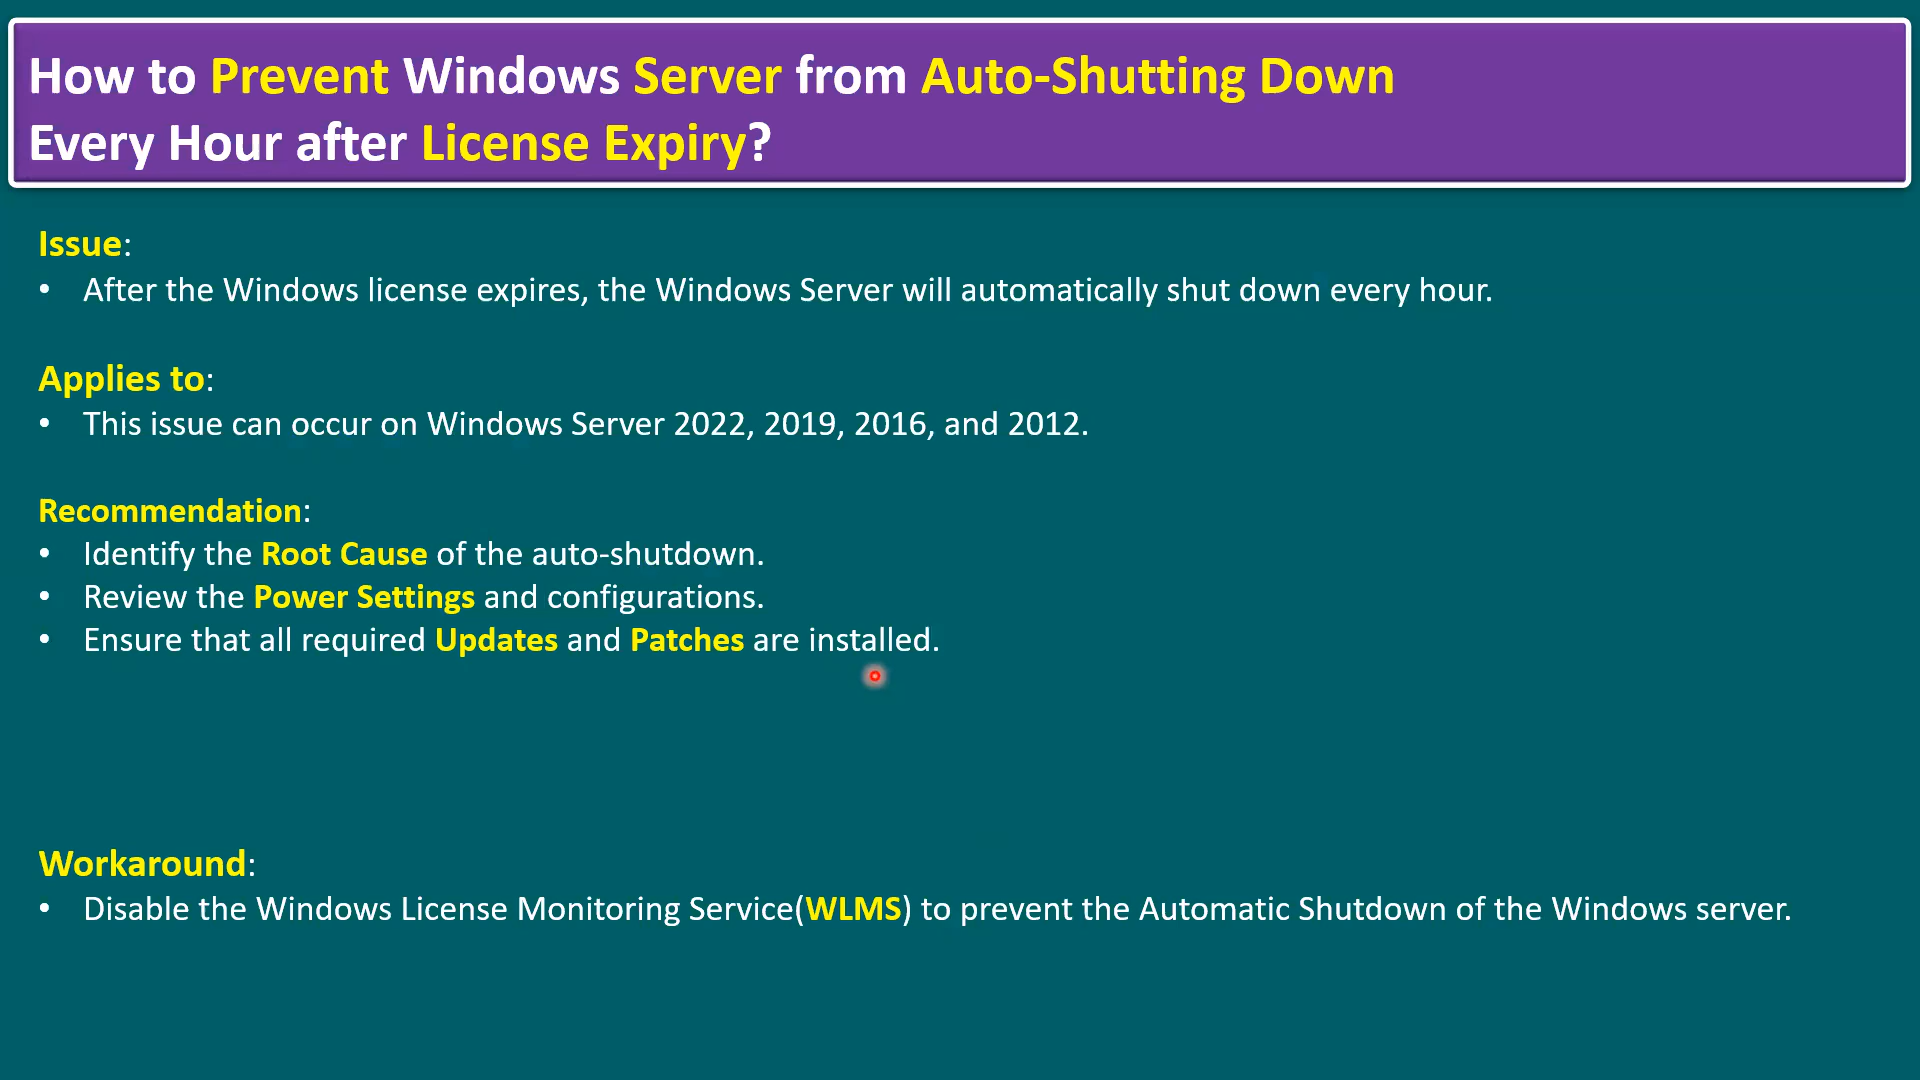 How to Prevent Windows Server from Auto-Shutting Down
Every Hour after License Expiry?
Issue:
• After the Windows license expires, the Windows Server will automatically shut down every hour.
Applies to:
• This issue can occur on Windows Server 2022, 2019, 2016, and 2012.
Recommendation:
• Identify the Root Cause of the auto-shutdown.
• Review the Power Settings and configurations.
• Ensure that all required Updates and Patches are installed.
Workaround:
• Disable the Windows License Monitoring Service(WLMS) to prevent the Automatic Shutdown of the Windows server.